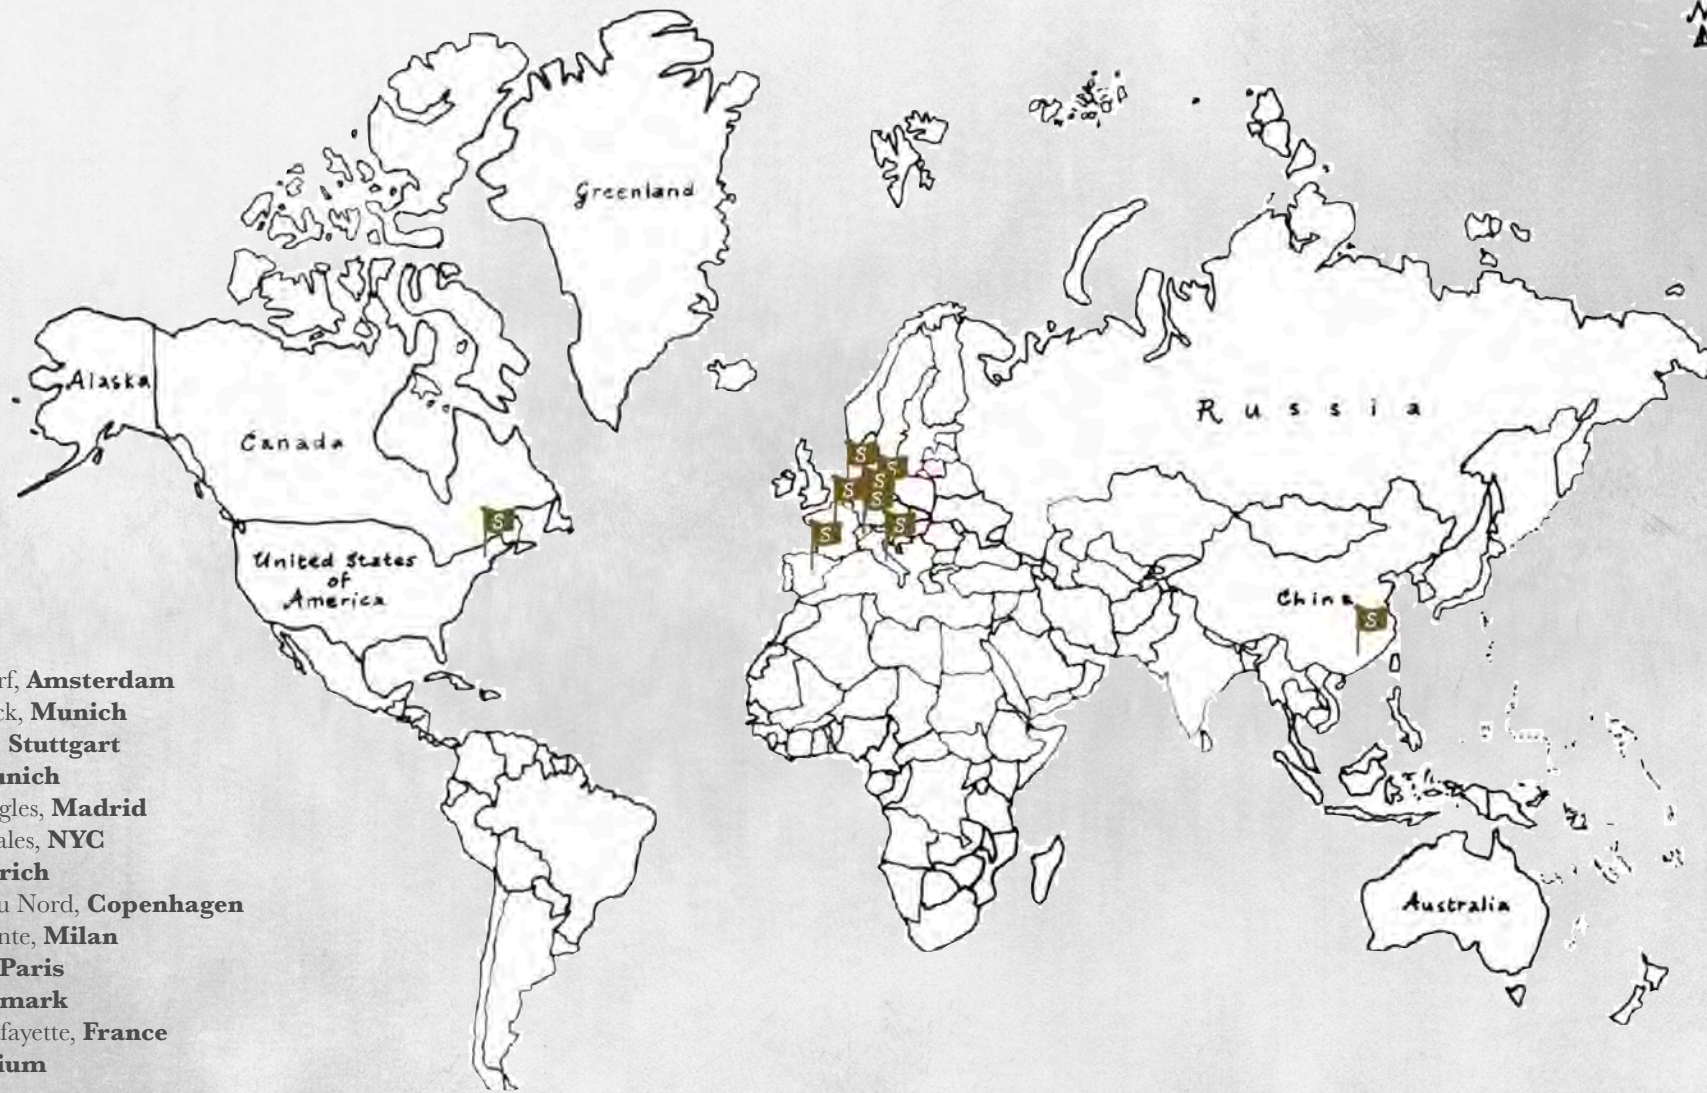 N
Greenland
Alaska
Canada
Russia
United States
of
America
China
Australia
S
S
S
S
S
S
S
S
S
rf, Amsterdam
ck, Munich
Stuttgart
unich
gles, Madrid
ales, NYC
rich
u Nord, Copenhagen
nte, Milan
Paris
mark
fayette, France
ium